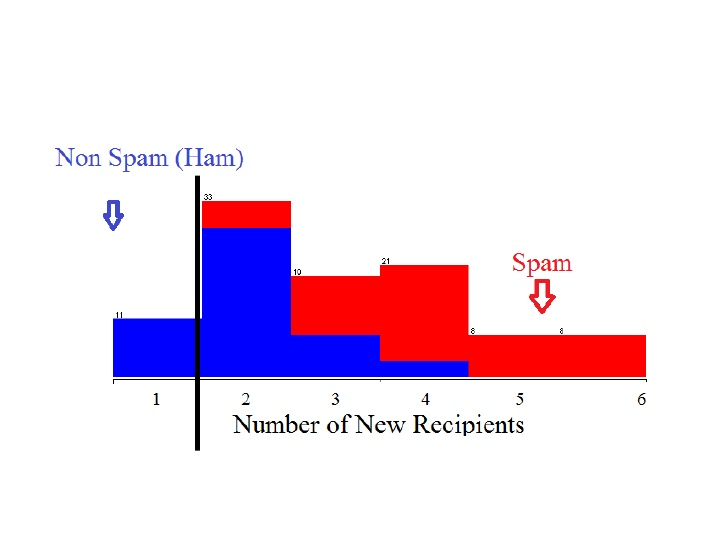 Non Spam (Ham)
33
21
Spam
19
11
8 8
1 2 3 4 5 6
Number of New Recipients